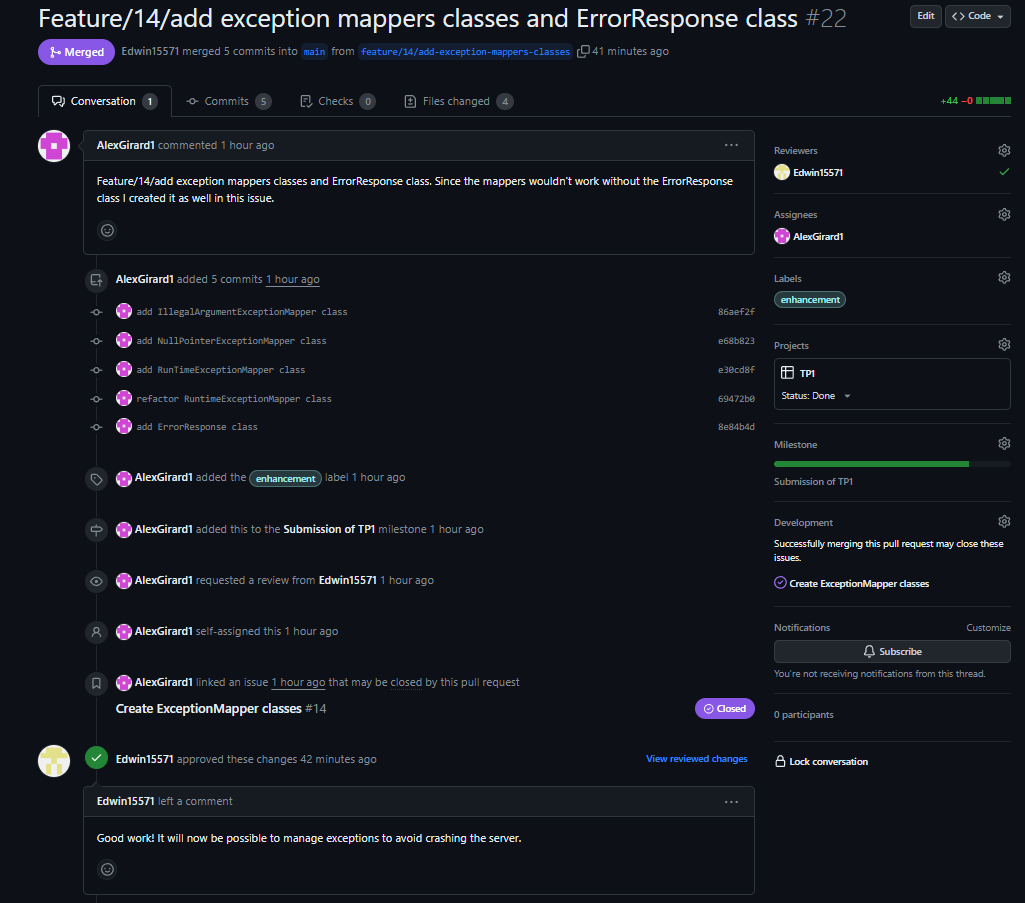 Feature/14/add exception mappers classes and ErrorResponse class #22
Edit
Code
Merged
Edwin15571 merged 5 commits into main from feature/14/add-exception-mappers-classes 41 minutes ago
Conversation 1
Commits 5
Checks 0
Files changed 4
+44 −0
AlexGirard1 commented 1 hour ago
Feature/14/add exception mappers classes and ErrorResponse class. Since the mappers wouldn't work without the ErrorResponse
class I created it as well in this issue.
AlexGirard1 added 5 commits 1 hour ago
add IllegalArgumentExceptionMapper class 86aef2f
add NullPointerExceptionMapper class e68b823
add RunTimeExceptionMapper class e30cd8f
refactor RuntimeExceptionMapper class 69472b0
add ErrorResponse class 8e84b4d
AlexGirard1 added the enhancement label 1 hour ago
AlexGirard1 added this to the Submission of TP1 milestone 1 hour ago
AlexGirard1 requested a review from Edwin15571 1 hour ago
AlexGirard1 self-assigned this 1 hour ago
AlexGirard1 linked an issue 1 hour ago that may be closed by this pull request
Create ExceptionMapper classes #14
Closed
Edwin15571 approved these changes 42 minutes ago
View reviewed changes
Edwin15571 left a comment
Good work! It will now be possible to manage exceptions to avoid crashing the server.
Reviewers
Edwin15571
Assignees
AlexGirard1
Labels
enhancement
Projects
TP1
Status: Done
Milestone
Submission of TP1
Development
Successfully merging this pull request may close these
issues.
Create ExceptionMapper classes
Notifications
Customize
Subscribe
You're not receiving notifications from this thread.
0 participants
Lock conversation